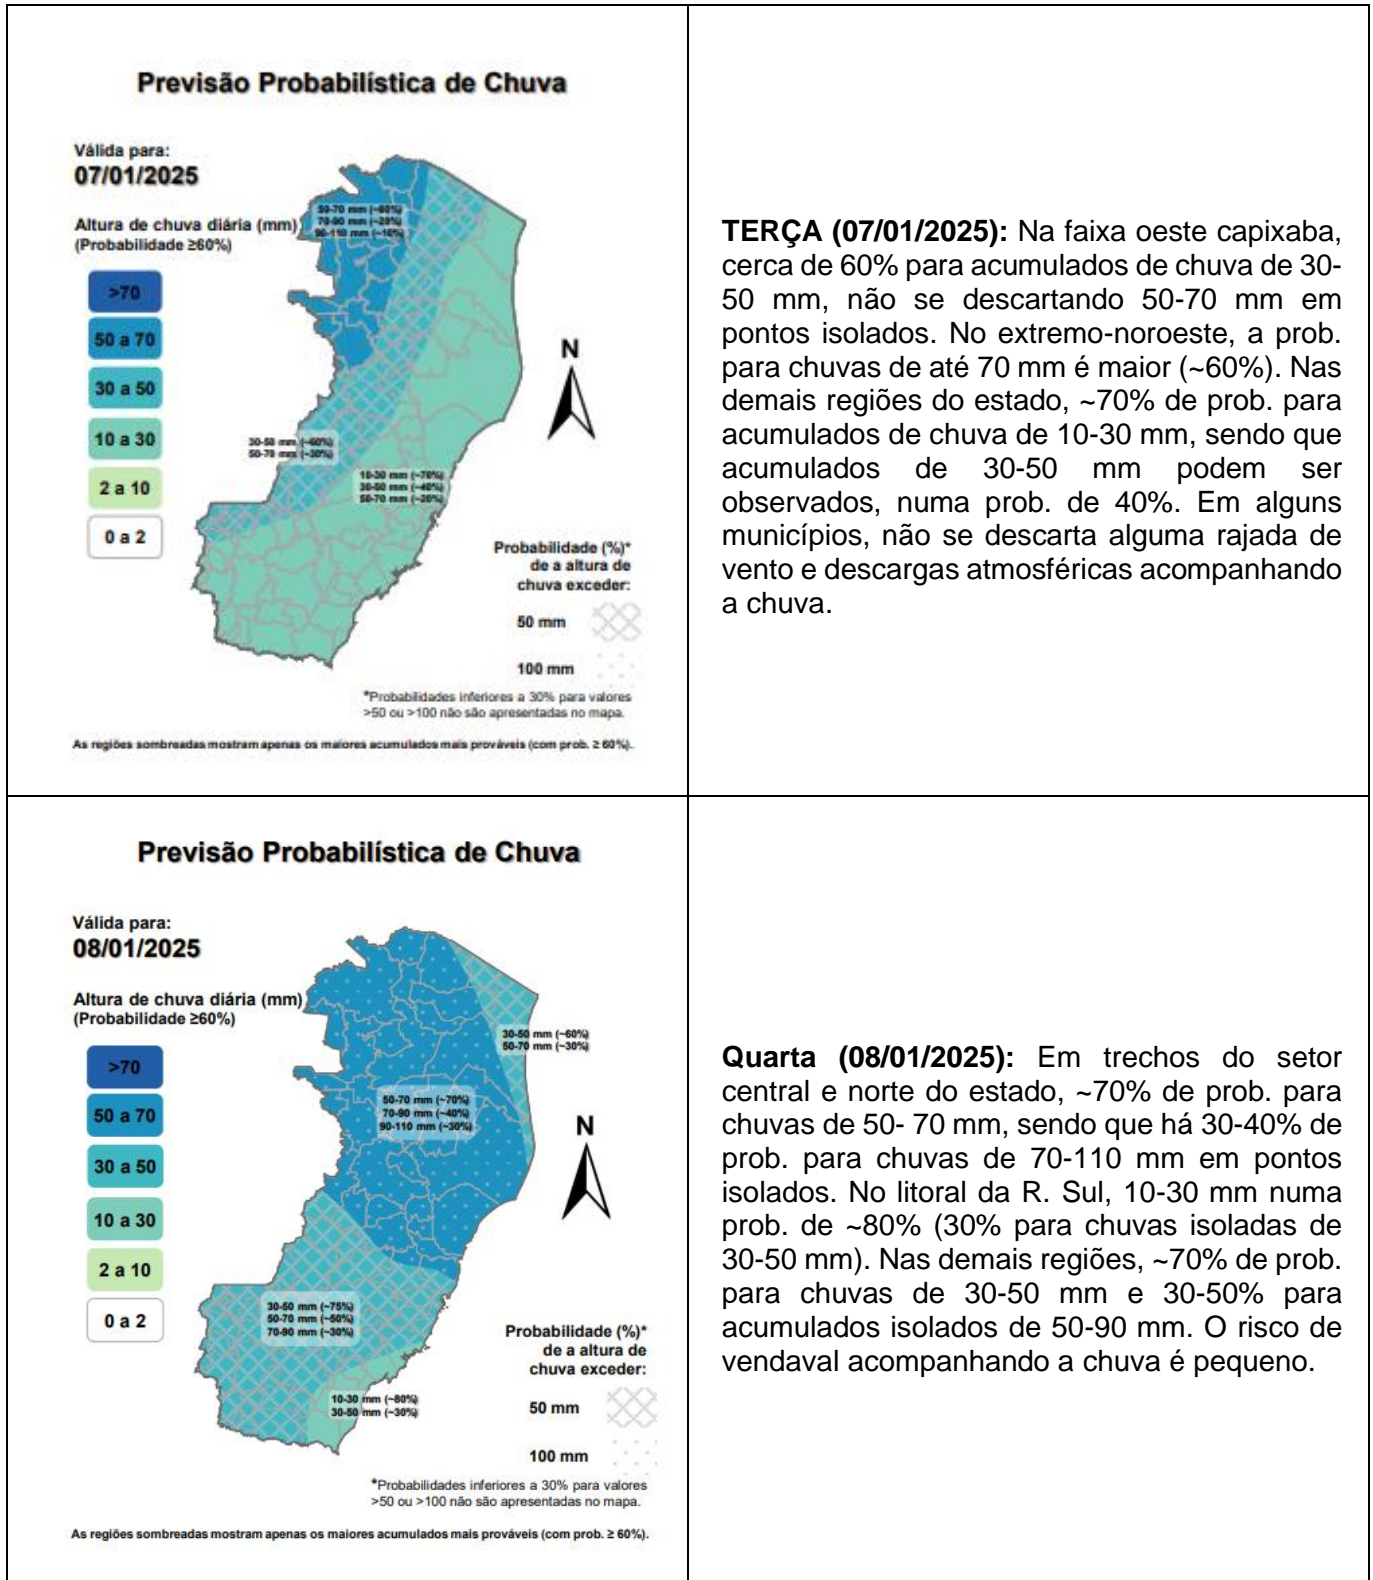 Previsão Probabilística de Chuva
Válida para:
07/01/2025
Altura de chuva diária (mm)
(Probabilidade ≥60%)
>70
50 a 70
30 a 50
10 a 30
2 a 10
0 a 2
50-70 mm (~60%)
70-90 mm (~20%)
90-110 mm (~10%)
30-50 mm (~60%)
50-70 mm (~30%)
10-30 mm (~70%)
30-50 mm (~40%)
50-70 mm (~20%)
N
Probabilidade (%)*
de a altura de
chuva exceder:
50 mm
100 mm
*Probabilidades inferiores a 30% para valores
>50 ou >100 não são apresentadas no mapa.
As regiões sombreadas mostram apenas os maiores acumulados mais prováveis (com prob. ≥ 60%).
TERÇA (07/01/2025): Na faixa oeste capixaba,
cerca de 60% para acumulados de chuva de 30-
50 mm, não se descartando 50-70 mm em
pontos isolados. No extremo-noroeste, a prob.
para chuvas de até 70 mm é maior (~60%). Nas
demais regiões do estado, ~70% de prob. para
acumulados de chuva de 10-30 mm, sendo que
acumulados de 30-50 mm podem ser
observados, numa prob. de 40%. Em alguns
municípios, não se descarta alguma rajada de
vento e descargas atmosféricas acompanhando
a chuva.
Previsão Probabilística de Chuva
Válida para:
08/01/2025
Altura de chuva diária (mm)
(Probabilidade ≥60%)
>70
50 a 70
30 a 50
10 a 30
2 a 10
0 a 2
30-50 mm (~60%)
50-70 mm (~30%)
50-70 mm (~70%)
70-90 mm (~40%)
90-110 mm (~30%)
30-50 mm (~75%)
50-70 mm (~50%)
70-90 mm (~30%)
10-30 mm (~80%)
30-50 mm (~30%)
N
Probabilidade (%)*
de a altura de
chuva exceder:
50 mm
100 mm
*Probabilidades inferiores a 30% para valores
>50 ou >100 não são apresentadas no mapa.
As regiões sombreadas mostram apenas os maiores acumulados mais prováveis (com prob. ≥ 60%).
Quarta (08/01/2025): Em trechos do setor
central e norte do estado, ~70% de prob. para
chuvas de 50- 70 mm, sendo que há 30-40% de
prob. para chuvas de 70-110 mm em pontos
isolados. No litoral da R. Sul, 10-30 mm numa
prob. de ~80% (30% para chuvas isoladas de
30-50 mm). Nas demais regiões, ~70% de prob.
para chuvas de 30-50 mm e 30-50% para
acumulados isolados de 50-90 mm. O risco de
vendaval acompanhando a chuva é pequeno.